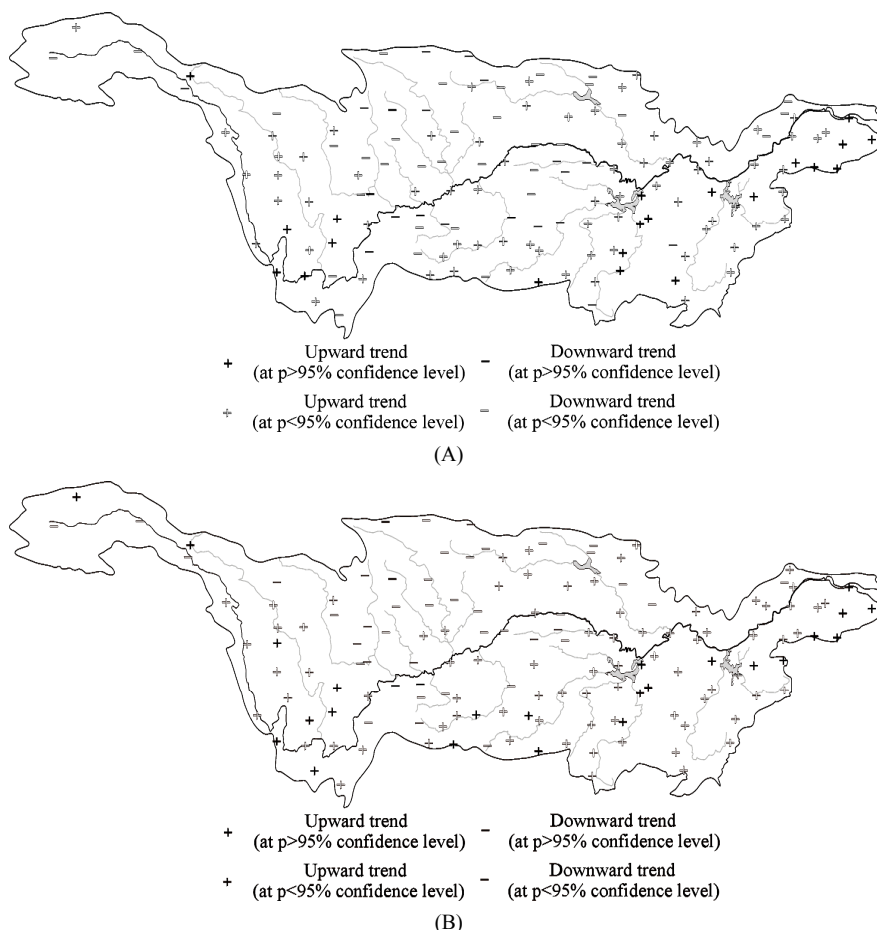 + Upward trend - Downward trend
(at p>95% confidence level) (at p>95% confidence level)
+ Upward trend - Downward trend
(at p<95% confidence level) (at p<95% confidence level)
(A)
+ Upward trend - Downward trend
(at p>95% confidence level) (at p>95% confidence level)
+ Upward trend - Downward trend
(at p<95% confidence level) (at p<95% confidence level)
(B)